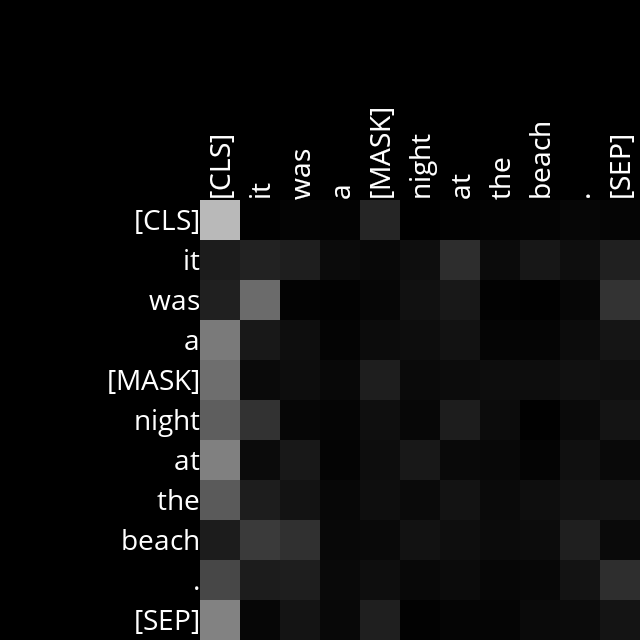 [CLS] it was a [MASK] night at the beach . [SEP]
[CLS]
it
was
a
[MASK]
night
at
the
beach
.
[SEP]